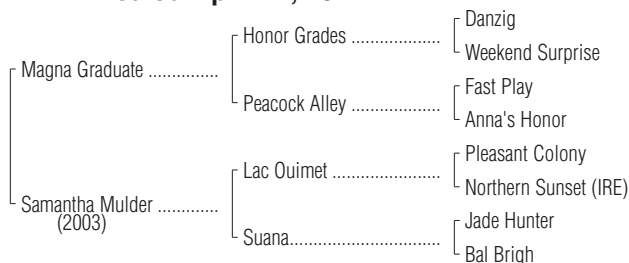 Danzig
Honor Grades ....................
Weekend Surprise
Magna Graduate ..............
Fast Play
Peacock Alley ....................
Anna's Honor
Pleasant Colony
Lac Ouimet ........................
Northern Sunset (IRE)
Samantha Mulder .............
(2003)
Jade Hunter
Suana..................................
Bal Brigh